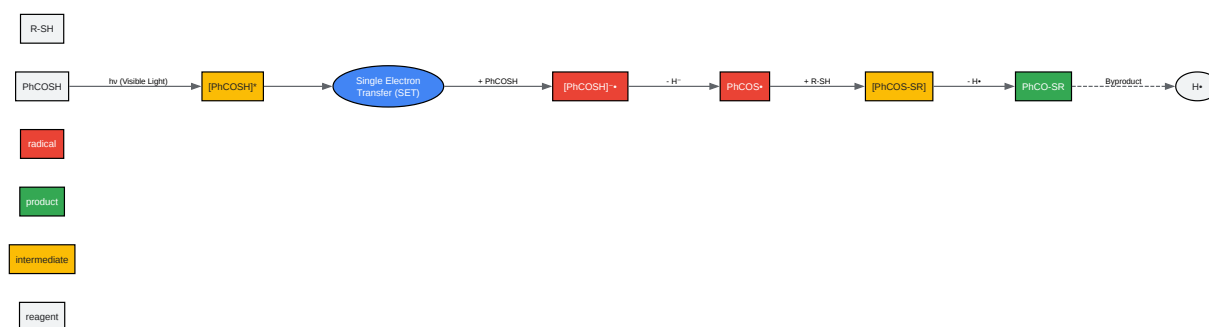 R-SH
PhCOSH
hν (Visible Light)
[PhCOSH]*
Single Electron
Transfer (SET)
+ PhCOSH
[PhCOSH]⁻•
- H⁻
PhCOS•
+ R-SH
[PhCOS-SR]
- H•
PhCO-SR
Byproduct
H•
radical
product
intermediate
reagent